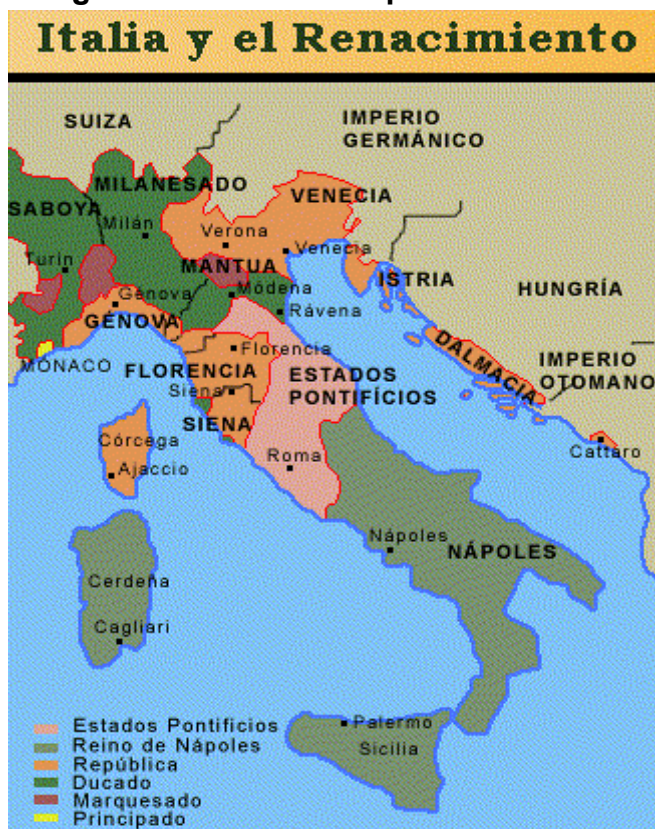 Italia y el Renacimiento
SUIZA
IMPERIO
GERMÁNICO
MILANESADO
VENECIA
SABOYA
Milán
Verona
Venecia
Turín
MANTUA
ISTRIA
Módena
HUNGRÍA
Génova
Rávena
GÉNOVA
Florencia
DALMACIA
MÓNACO
FLORENCIA
ESTADOS
PONTIFÍCIOS
IMPERIO
OTOMANO
Siena
SIENA
Córcega
Ajaccio
Roma
Cattaro
Nápoles
NÁPOLES
Cerdeña
Cagliari
Palermo
Sicilia
Estados Pontificios
Reino de Nápoles
República
Ducado
Marquesado
Principado